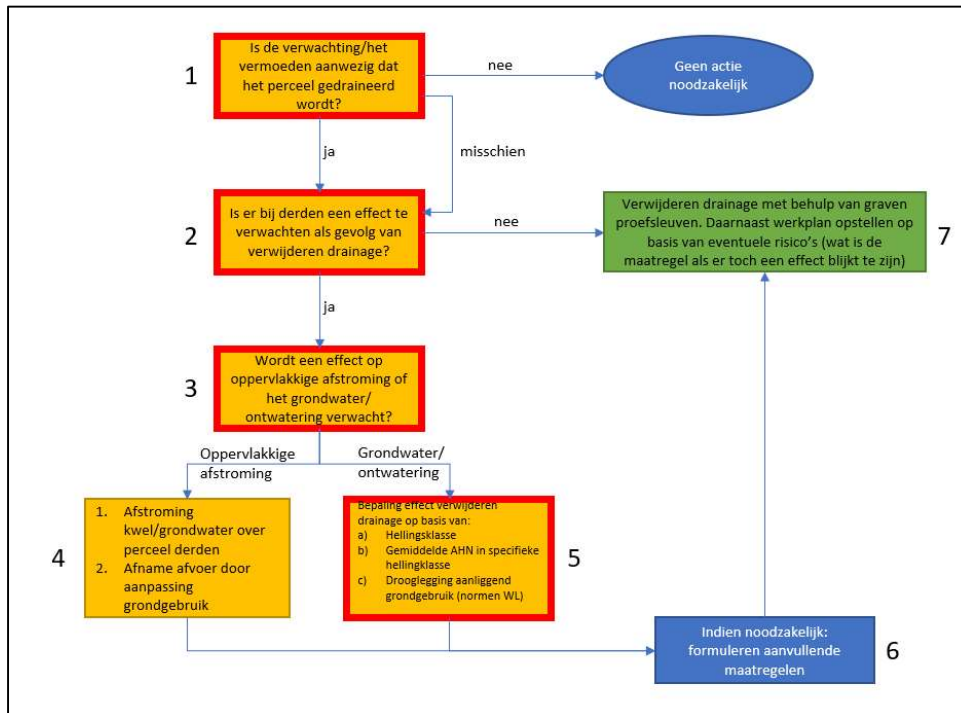 1
Is de verwachting/het
vermoeden aanwezig dat
het perceel gedraineerd
wordt?
nee
Geen actie
noodzakelijk
ja
misschien
2
Is er bij derden een effect te
verwachten als gevolg van
verwijderen drainage?
nee
Verwijderen drainage met behulp van graven
proefsleuven. Daarnaast werkplan opstellen op
basis van eventuele risico's (wat is de
maatregel als er toch een effect blijkt te zijn)
7
ja
3
Wordt een effect op
oppervlakkige afstroming of
het grondwater/
ontwatering verwacht?
Oppervlakkige
afstroming
Grondwater/
ontwatering
4
1. Afstroming
kwel/grondwater over
perceel derden
2. Afname afvoer door
aanpassing
grondgebruik
Bepaling effect verwijderen
drainage op basis van:
a) Hellingsklasse
b) Gemiddelde AHN in specifieke
hellingklasse
c) Drooglegging aanliggend
grondgebruik (normen WL)
5
Indien noodzakelijk:
formuleren aanvullende
maatregelen
6